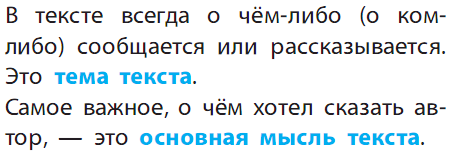 В тексте всегда о чём-либо (о ком-
либо) сообщается или рассказывается.
Это тема текста.
Самое важное, о чём хотел сказать ав-
тор, — это основная мысль текста.